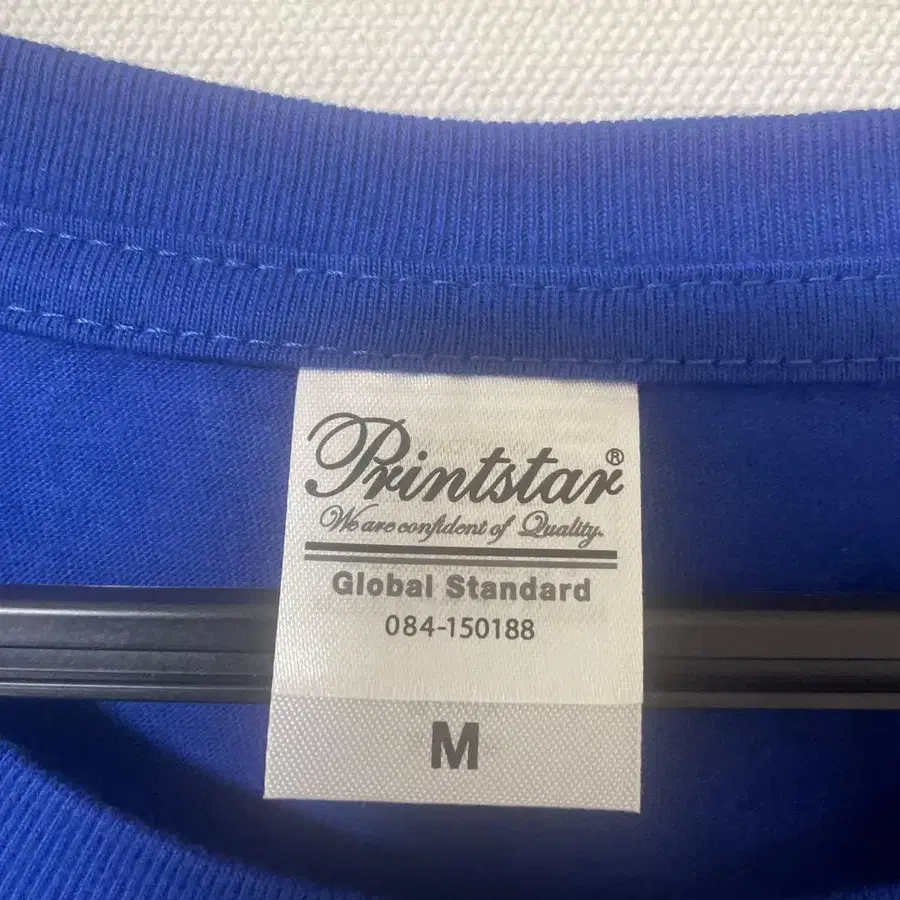 Printstar®
We are confident of Quality.
Global Standard
084-150188
M